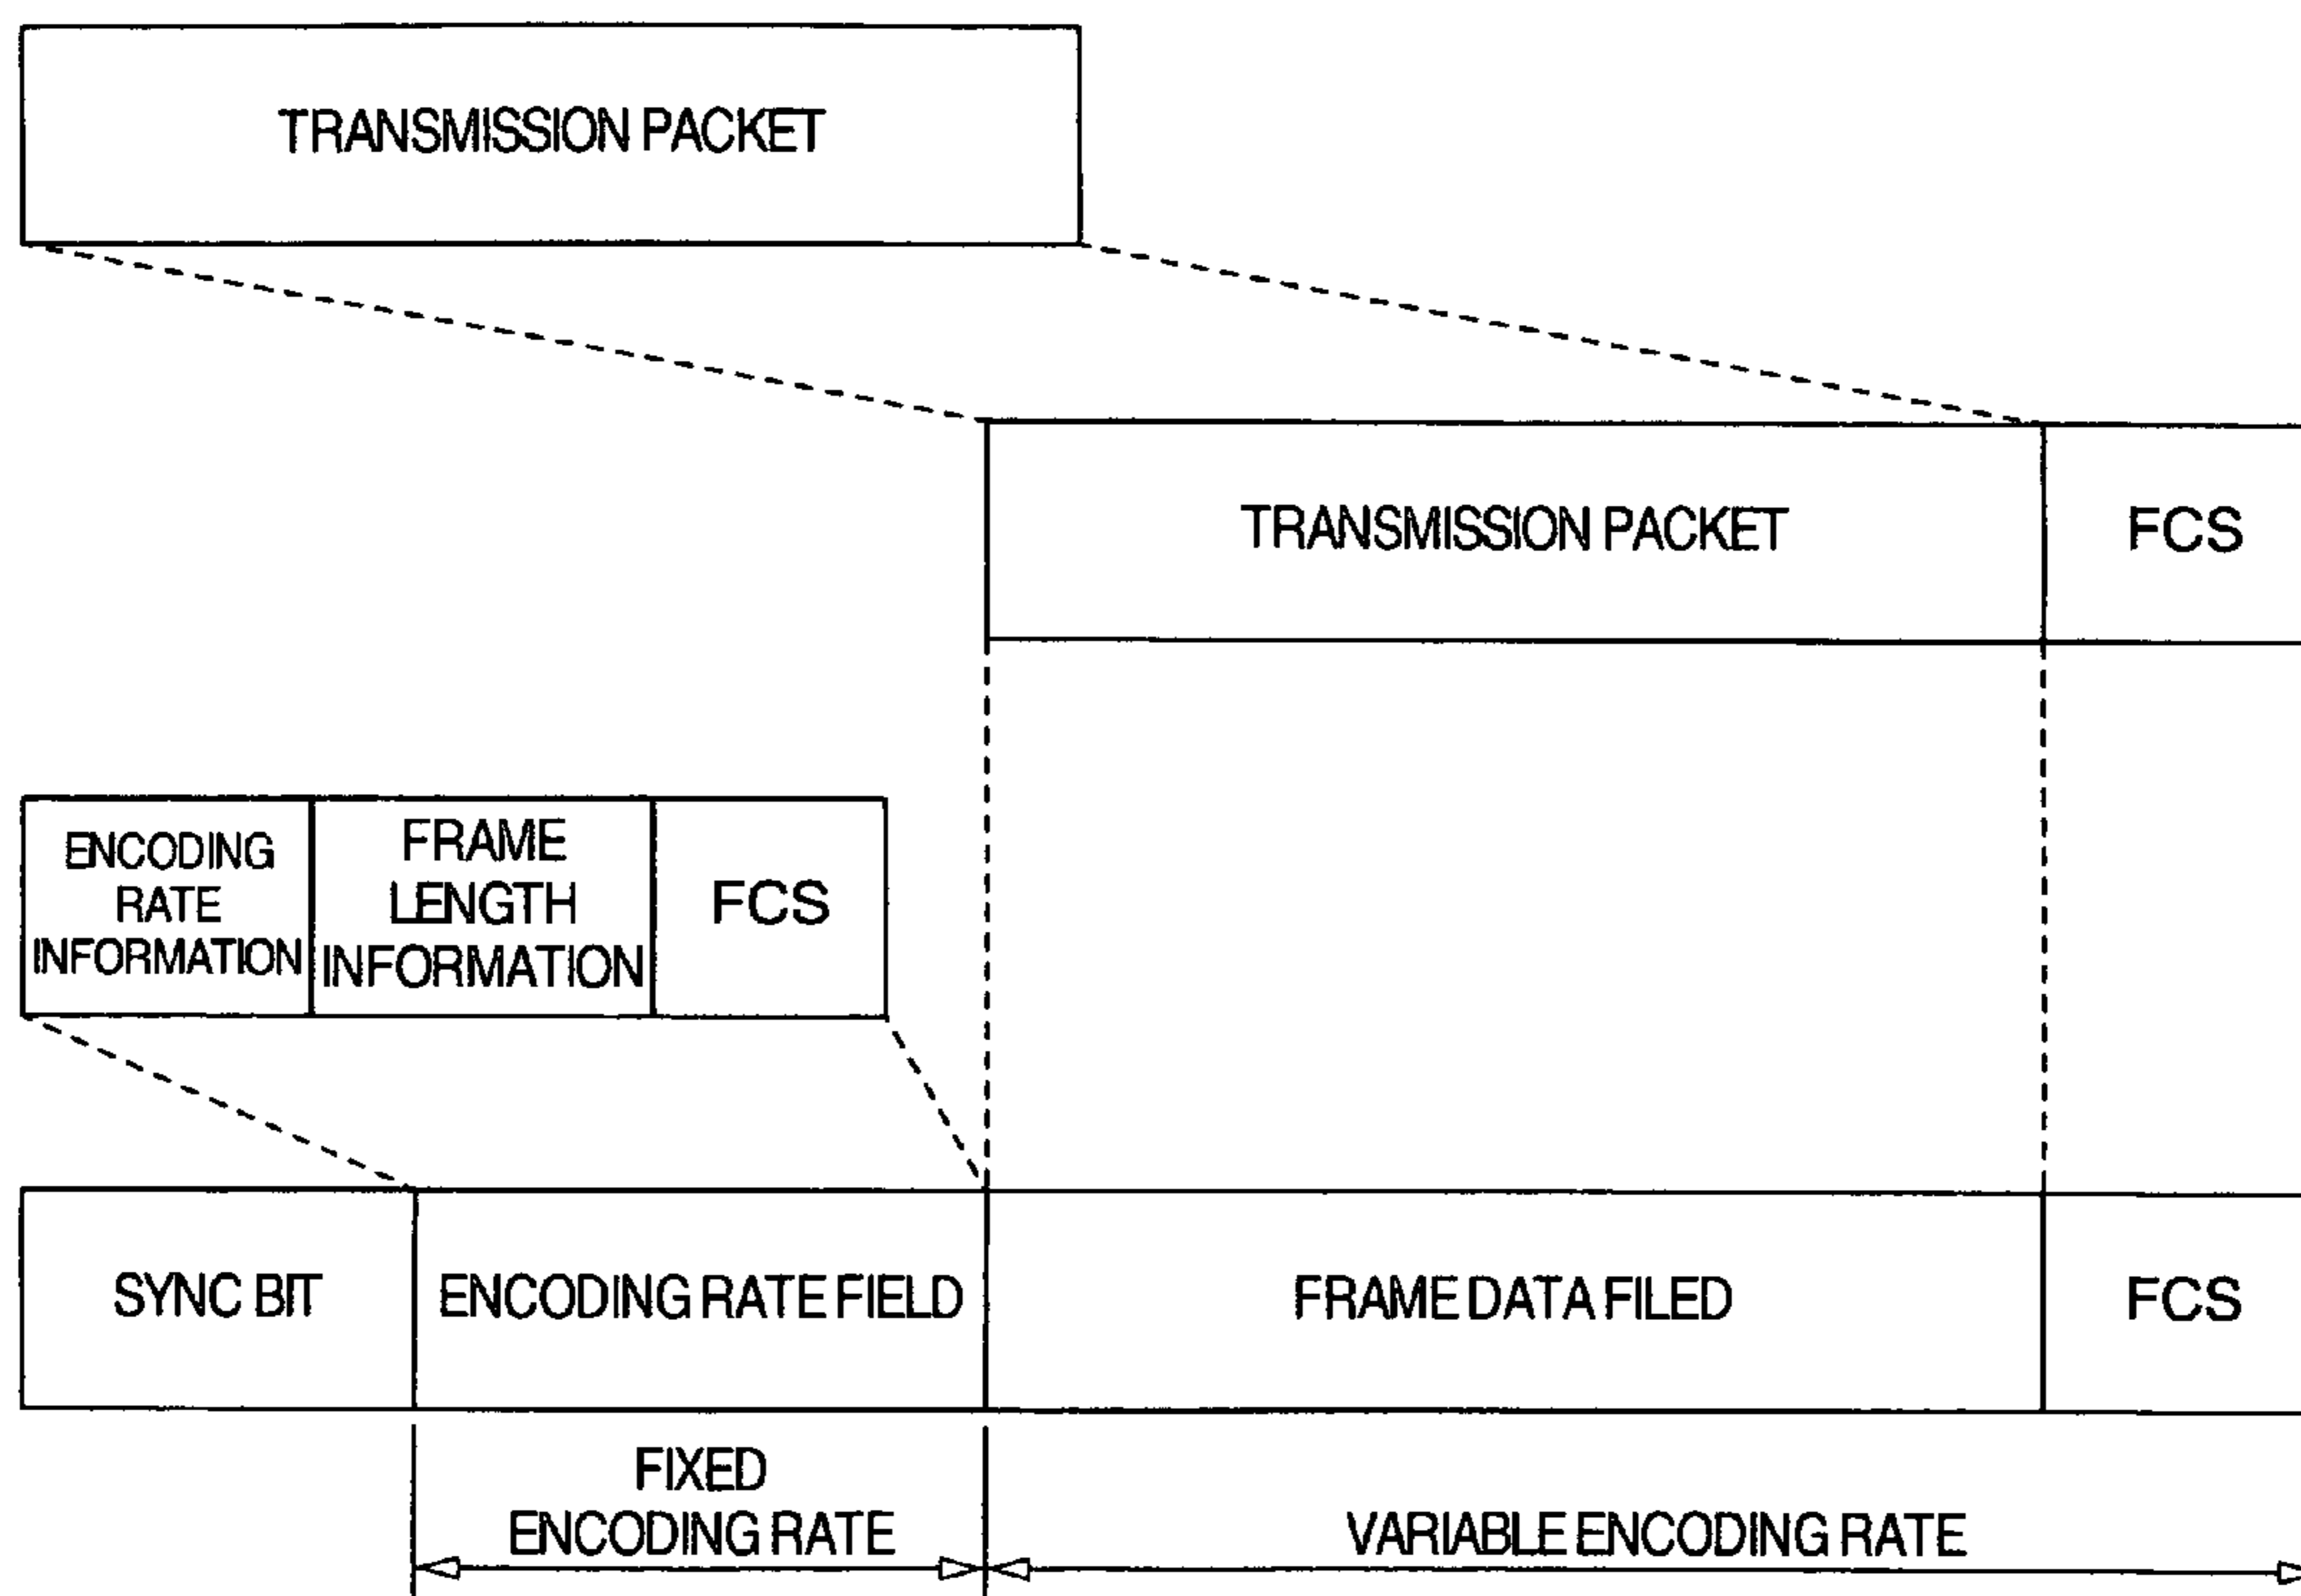 TRANSMISSION PACKET
TRANSMISSION PACKET
FCS
ENCODING
RATE
INFORMATION
FRAME
LENGTH
INFORMATION
FCS
SYNC BIT
ENCODING RATE FIELD
FRAME DATA FILED
FCS
FIXED
ENCODING RATE
VARIABLE ENCODING RATE